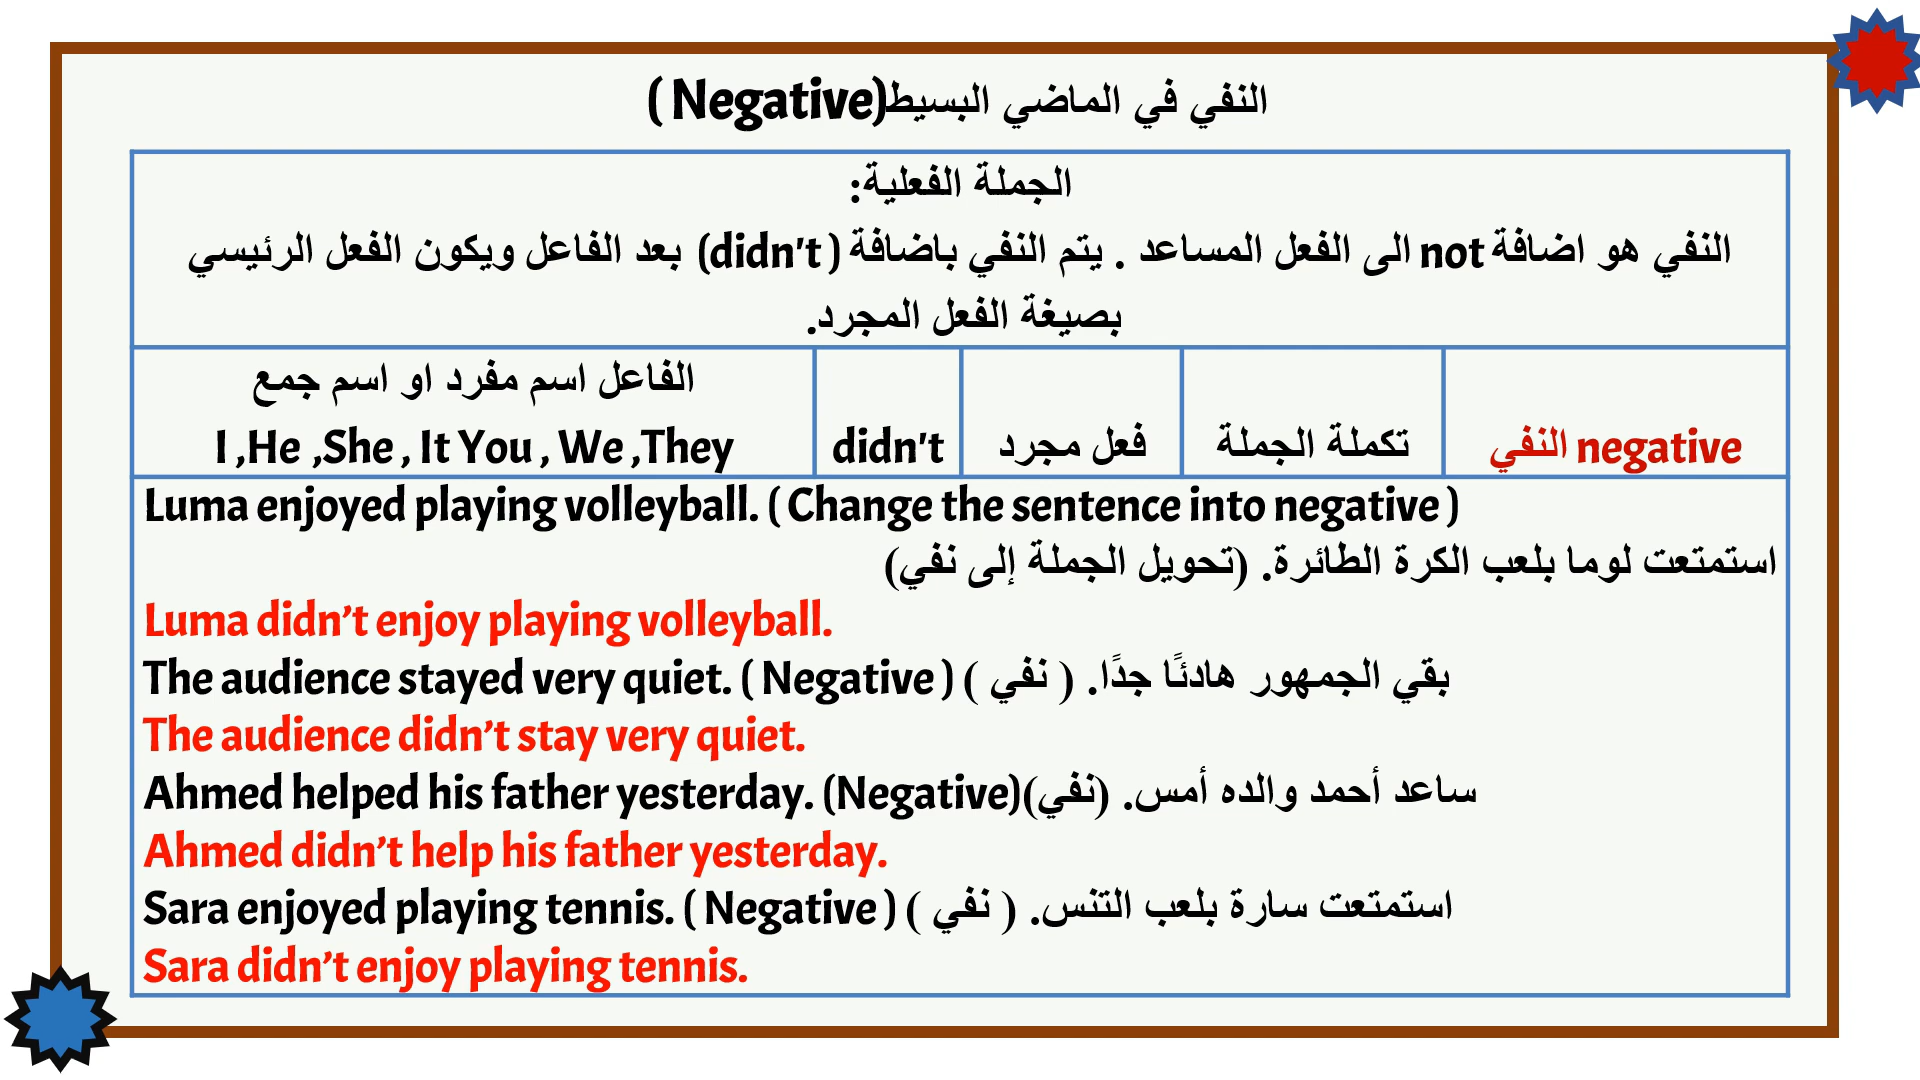 النفي في الماضي البسيط(Negative )
الجملة الفعلية:
النفي هو اضافة not الى الفعل المساعد . يتم النفي باضافة ( didn't) بعد الفاعل ويكون الفعل الرئيسي
بصيغة الفعل المجرد.
الفاعل اسم مفرد او اسم جمع
I ,He ,She , It You , We ,They
didn't
فعل مجرد
تكملة الجملة
النفي negative
Luma enjoyed playing volleyball. ( Change the sentence into negative )
استمتعت لوما بلعب الكرة الطائرة. (تحويل الجملة إلى نفي)
Luma didn’t enjoy playing volleyball.
The audience stayed very quiet. ( Negative ) بقي الجمهور هادئًا جدًا. ( نفي )
The audience didn’t stay very quiet.
Ahmed helped his father yesterday. (Negative)ساعد أحمد والده أمس. (نفي)
Ahmed didn’t help his father yesterday.
Sara enjoyed playing tennis. ( Negative ) استمتعت سارة بلعب التنس. ( نفي )
Sara didn’t enjoy playing tennis.